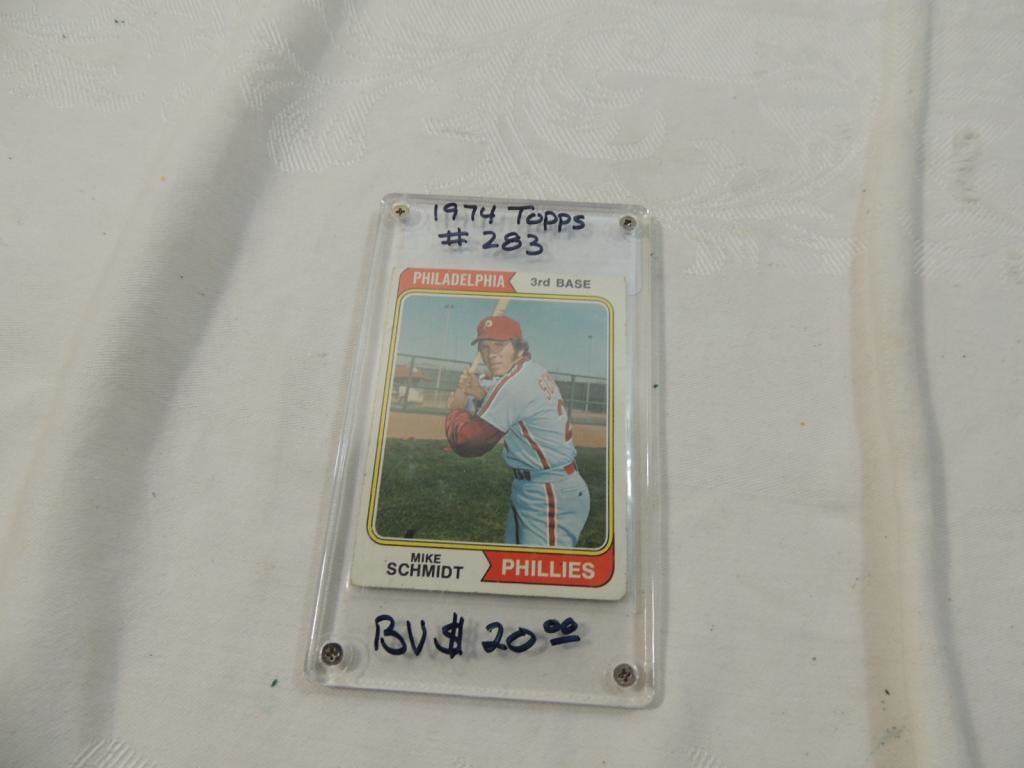 1974 Topps
# 283
PHILADELPHIA 3rd BASE
P
MIKE
SCHMIDT
PHILLIES
BV $ 20.00